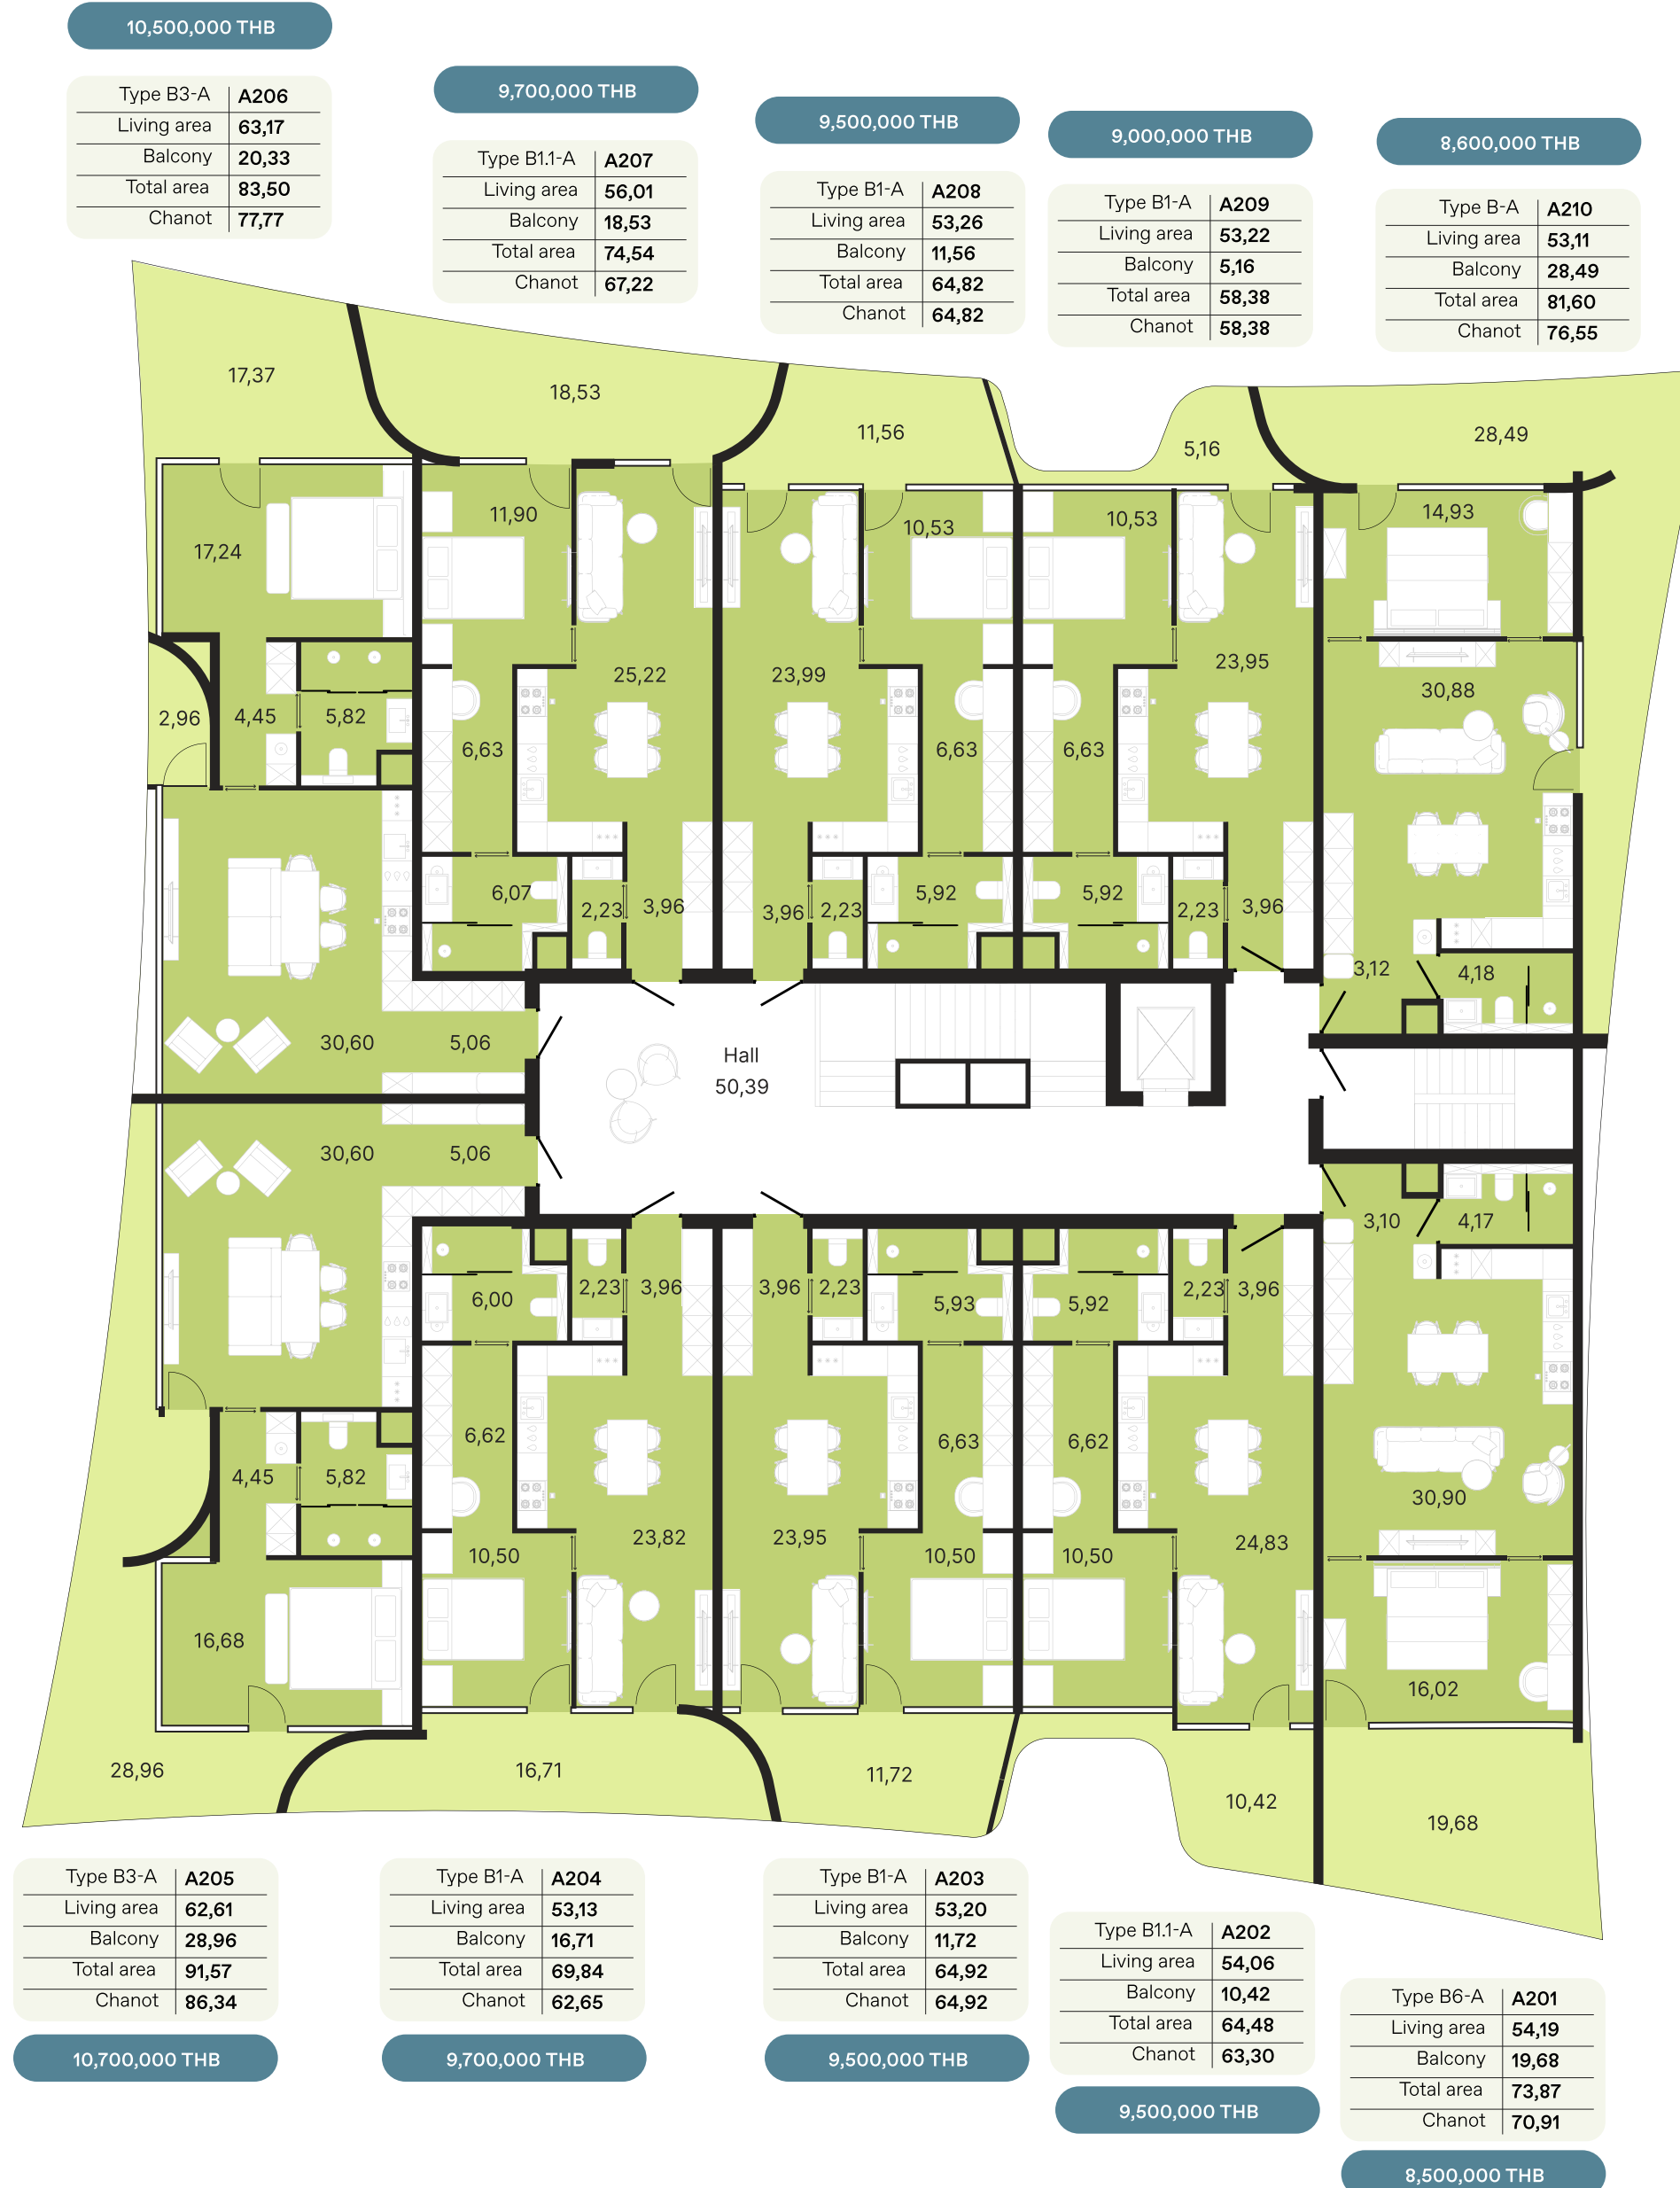 10,500,000 THB
Type B3-A A206
Living area 63,17
Balcony 20,33
Total area 83,50
Chanot 77,77
9,700,000 THB
Type B1.1-A A207
Living area 56,01
Balcony 18,53
Total area 74,54
Chanot 67,22
9,500,000 THB
Type B1-A A208
Living area 53,26
Balcony 11,56
Total area 64,82
Chanot 64,82
9,000,000 THB
Type B1-A A209
Living area 53,22
Balcony 5,16
Total area 58,38
Chanot 58,38
8,600,000 THB
Type B-A A210
Living area 53,11
Balcony 28,49
Total area 81,60
Chanot 76,55
17,37
18,53
11,56
5,16
28,49
17,24
11,90
10,53
10,53
14,93
25,22
23,99
23,95
30,88
2,96
4,45
5,82
6,63
6,63
6,63
6,07
2,23
3,96
3,96
2,23
5,92
5,92
2,23
3,96
3,12
4,18
30,60
5,06
Hall
50,39
30,60
5,06
3,10
4,17
6,00
2,23
3,96
3,96
2,23
5,93
5,92
2,23
3,96
4,45
5,82
6,62
6,63
6,62
30,90
10,50
23,82
23,95
10,50
10,50
24,83
16,68
16,02
28,96
16,71
11,72
10,42
19,68
Type B3-A A205
Living area 62,61
Balcony 28,96
Total area 91,57
Chanot 86,34
10,700,000 THB
Type B1-A A204
Living area 53,13
Balcony 16,71
Total area 69,84
Chanot 62,65
9,700,000 THB
Type B1-A A203
Living area 53,20
Balcony 11,72
Total area 64,92
Chanot 64,92
9,500,000 THB
Type B1.1-A A202
Living area 54,06
Balcony 10,42
Total area 64,48
Chanot 63,30
9,500,000 THB
Type B6-A A201
Living area 54,19
Balcony 19,68
Total area 73,87
Chanot 70,91
8,500,000 THB